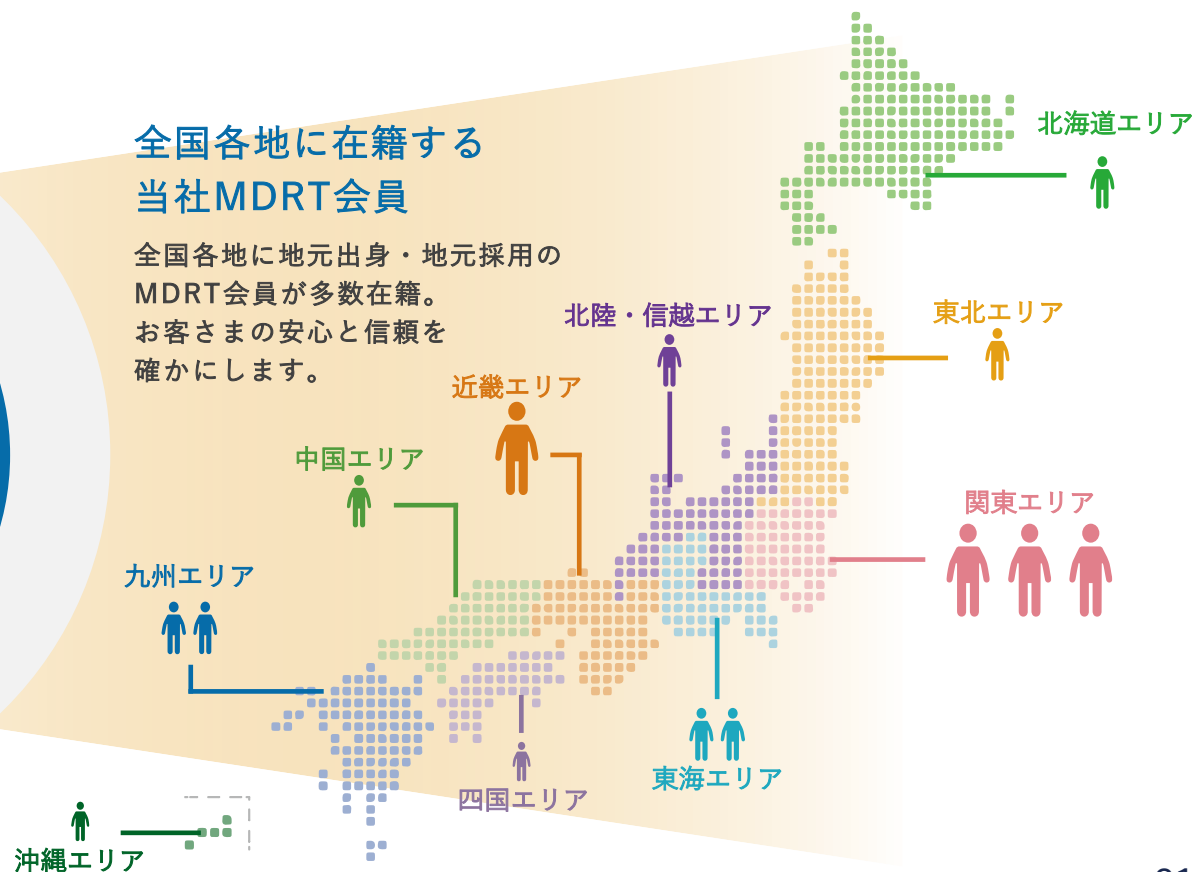 全国各地に在籍する
当社MDRT会員
全国各地に地元出身・地元採用の
MDRT会員が多数在籍。
お客さまの安心と信頼を
確かにします。
北海道エリア
東北エリア
北陸・信越エリア
近畿エリア
中国エリア
関東エリア
九州エリア
東海エリア
四国エリア
沖縄エリア